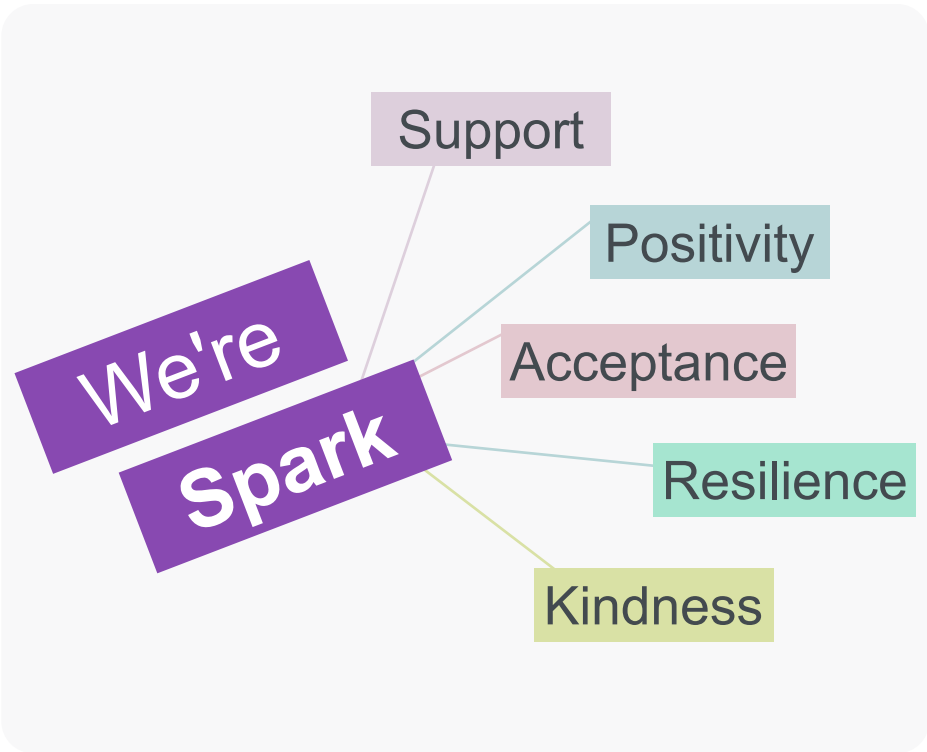 We're
Spark
Support
Positivity
Acceptance
Resilience
Kindness